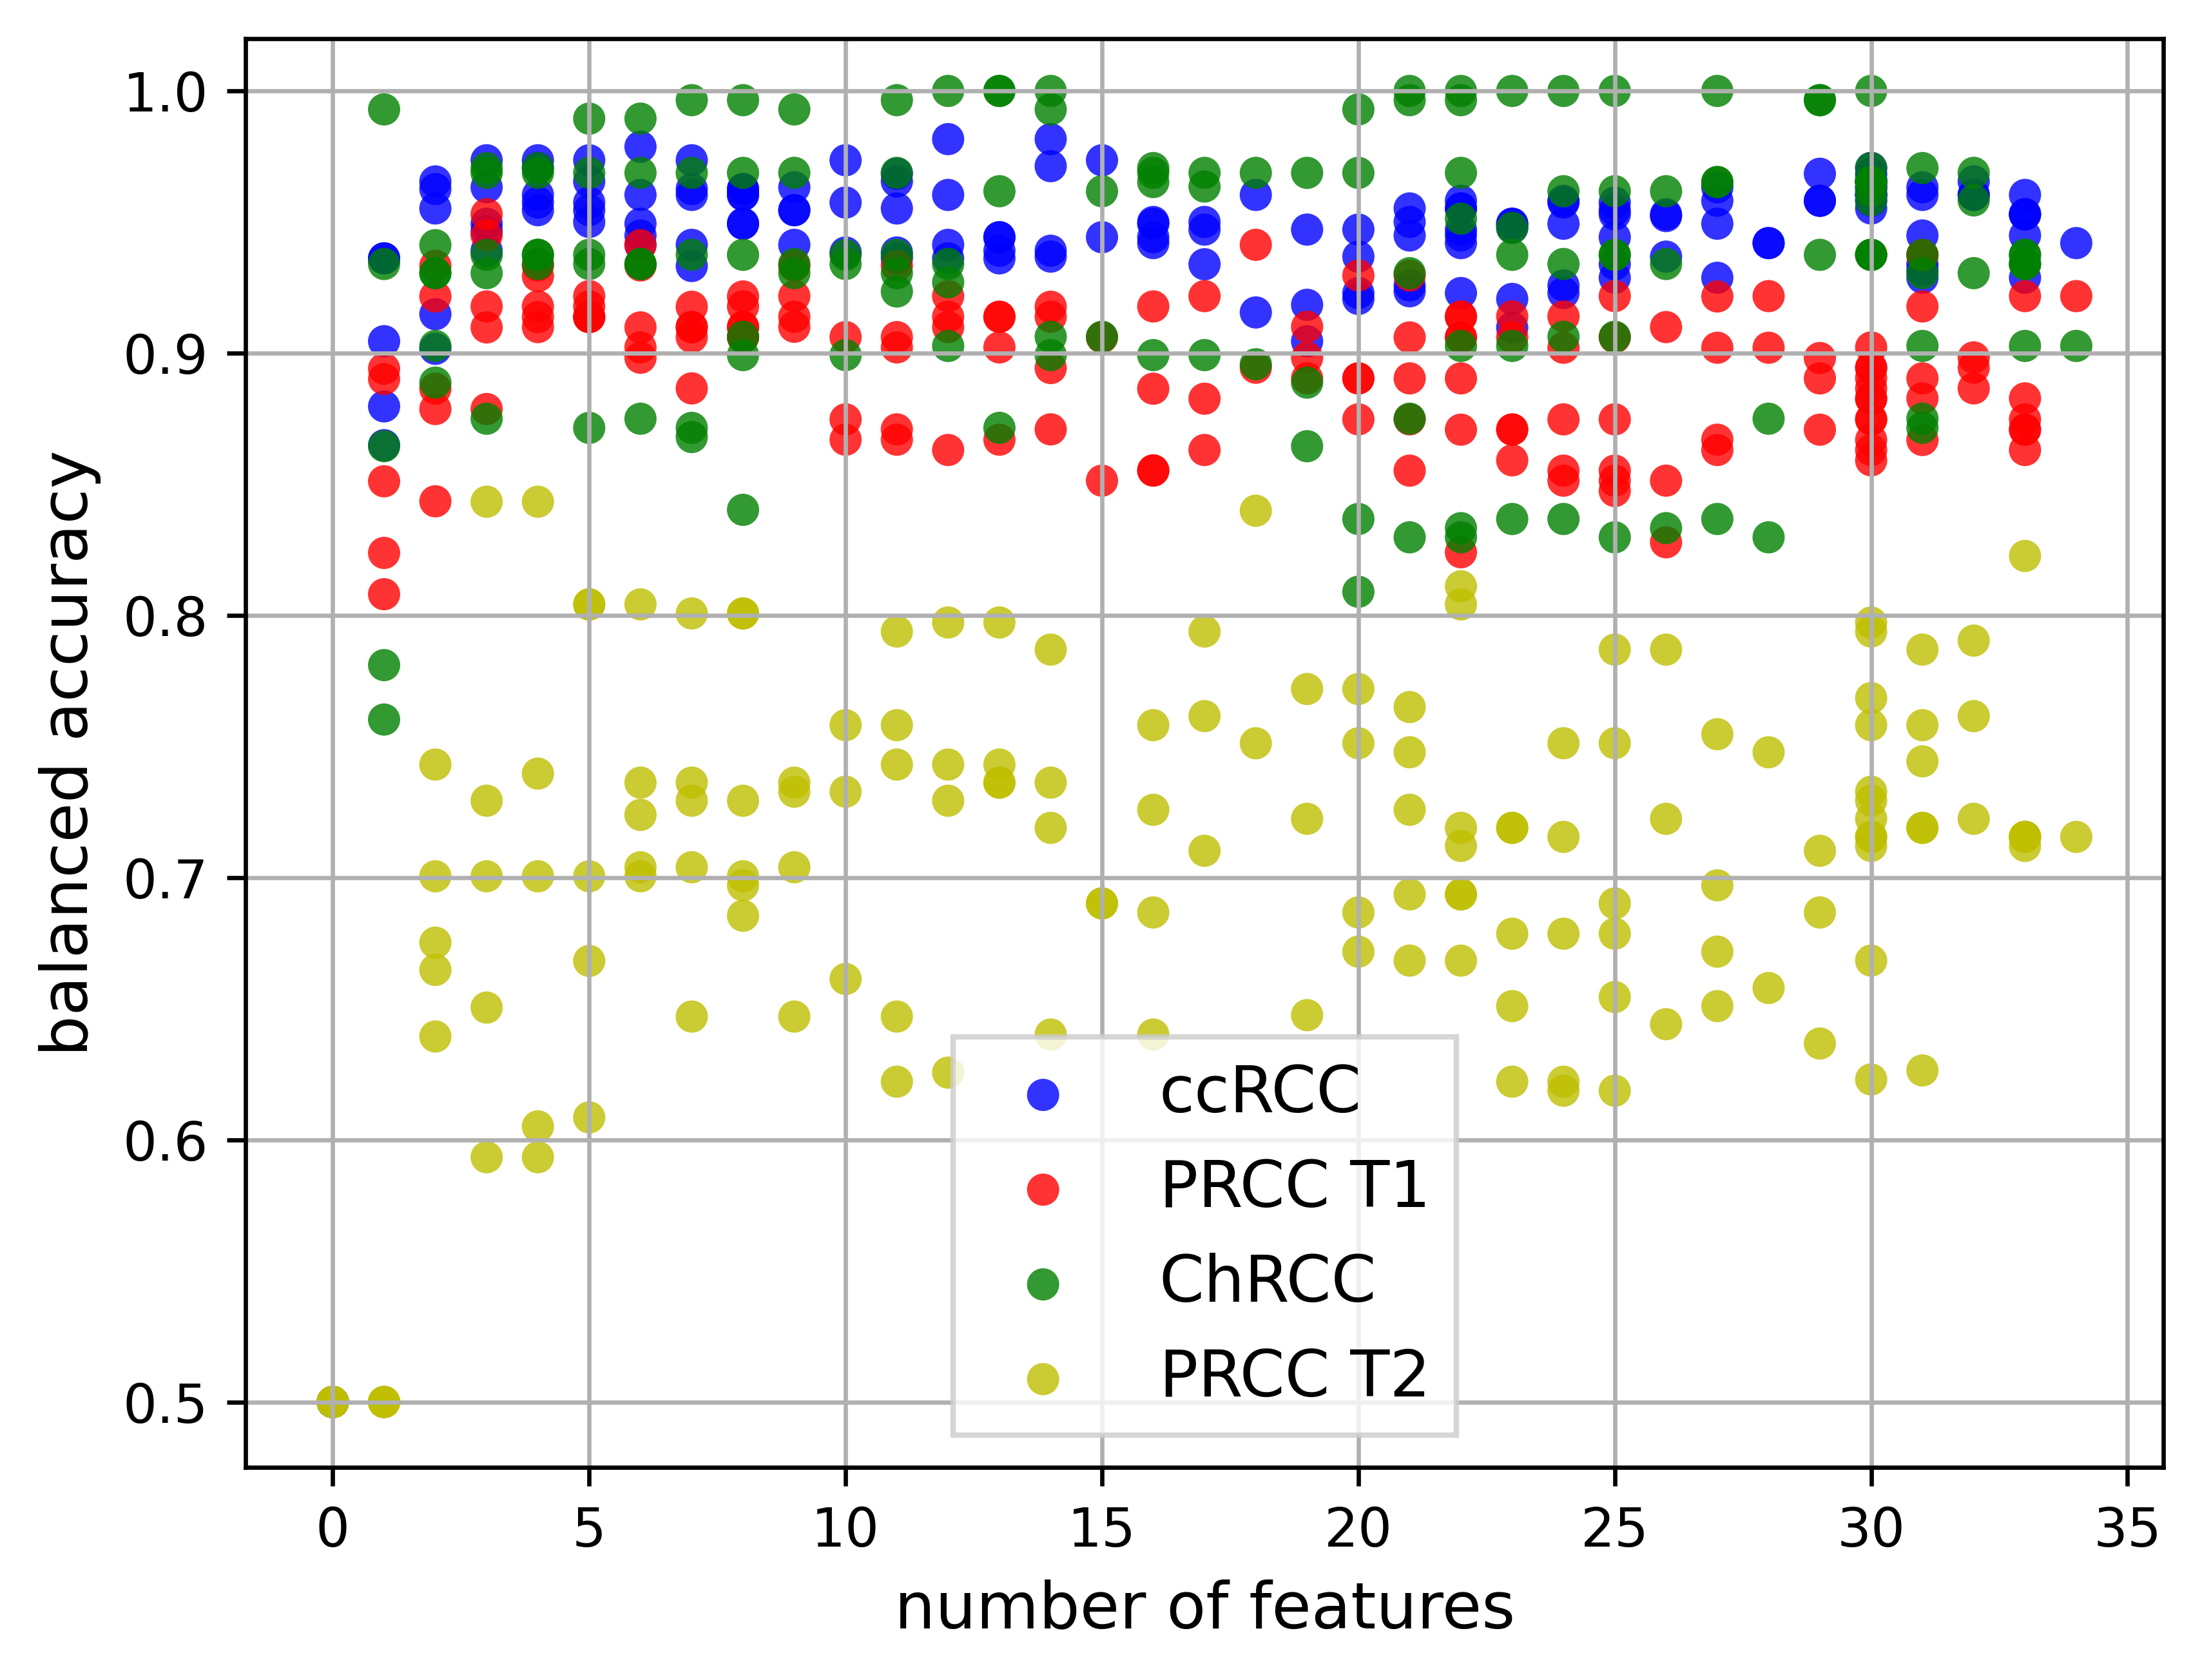 1.0
0.9
0.8
0.7
0.6
0.5
balanced accuracy
ccRCC
PRCC T1
ChRCC
PRCC T2
0 5 10 15 20 25 30 35
number of features